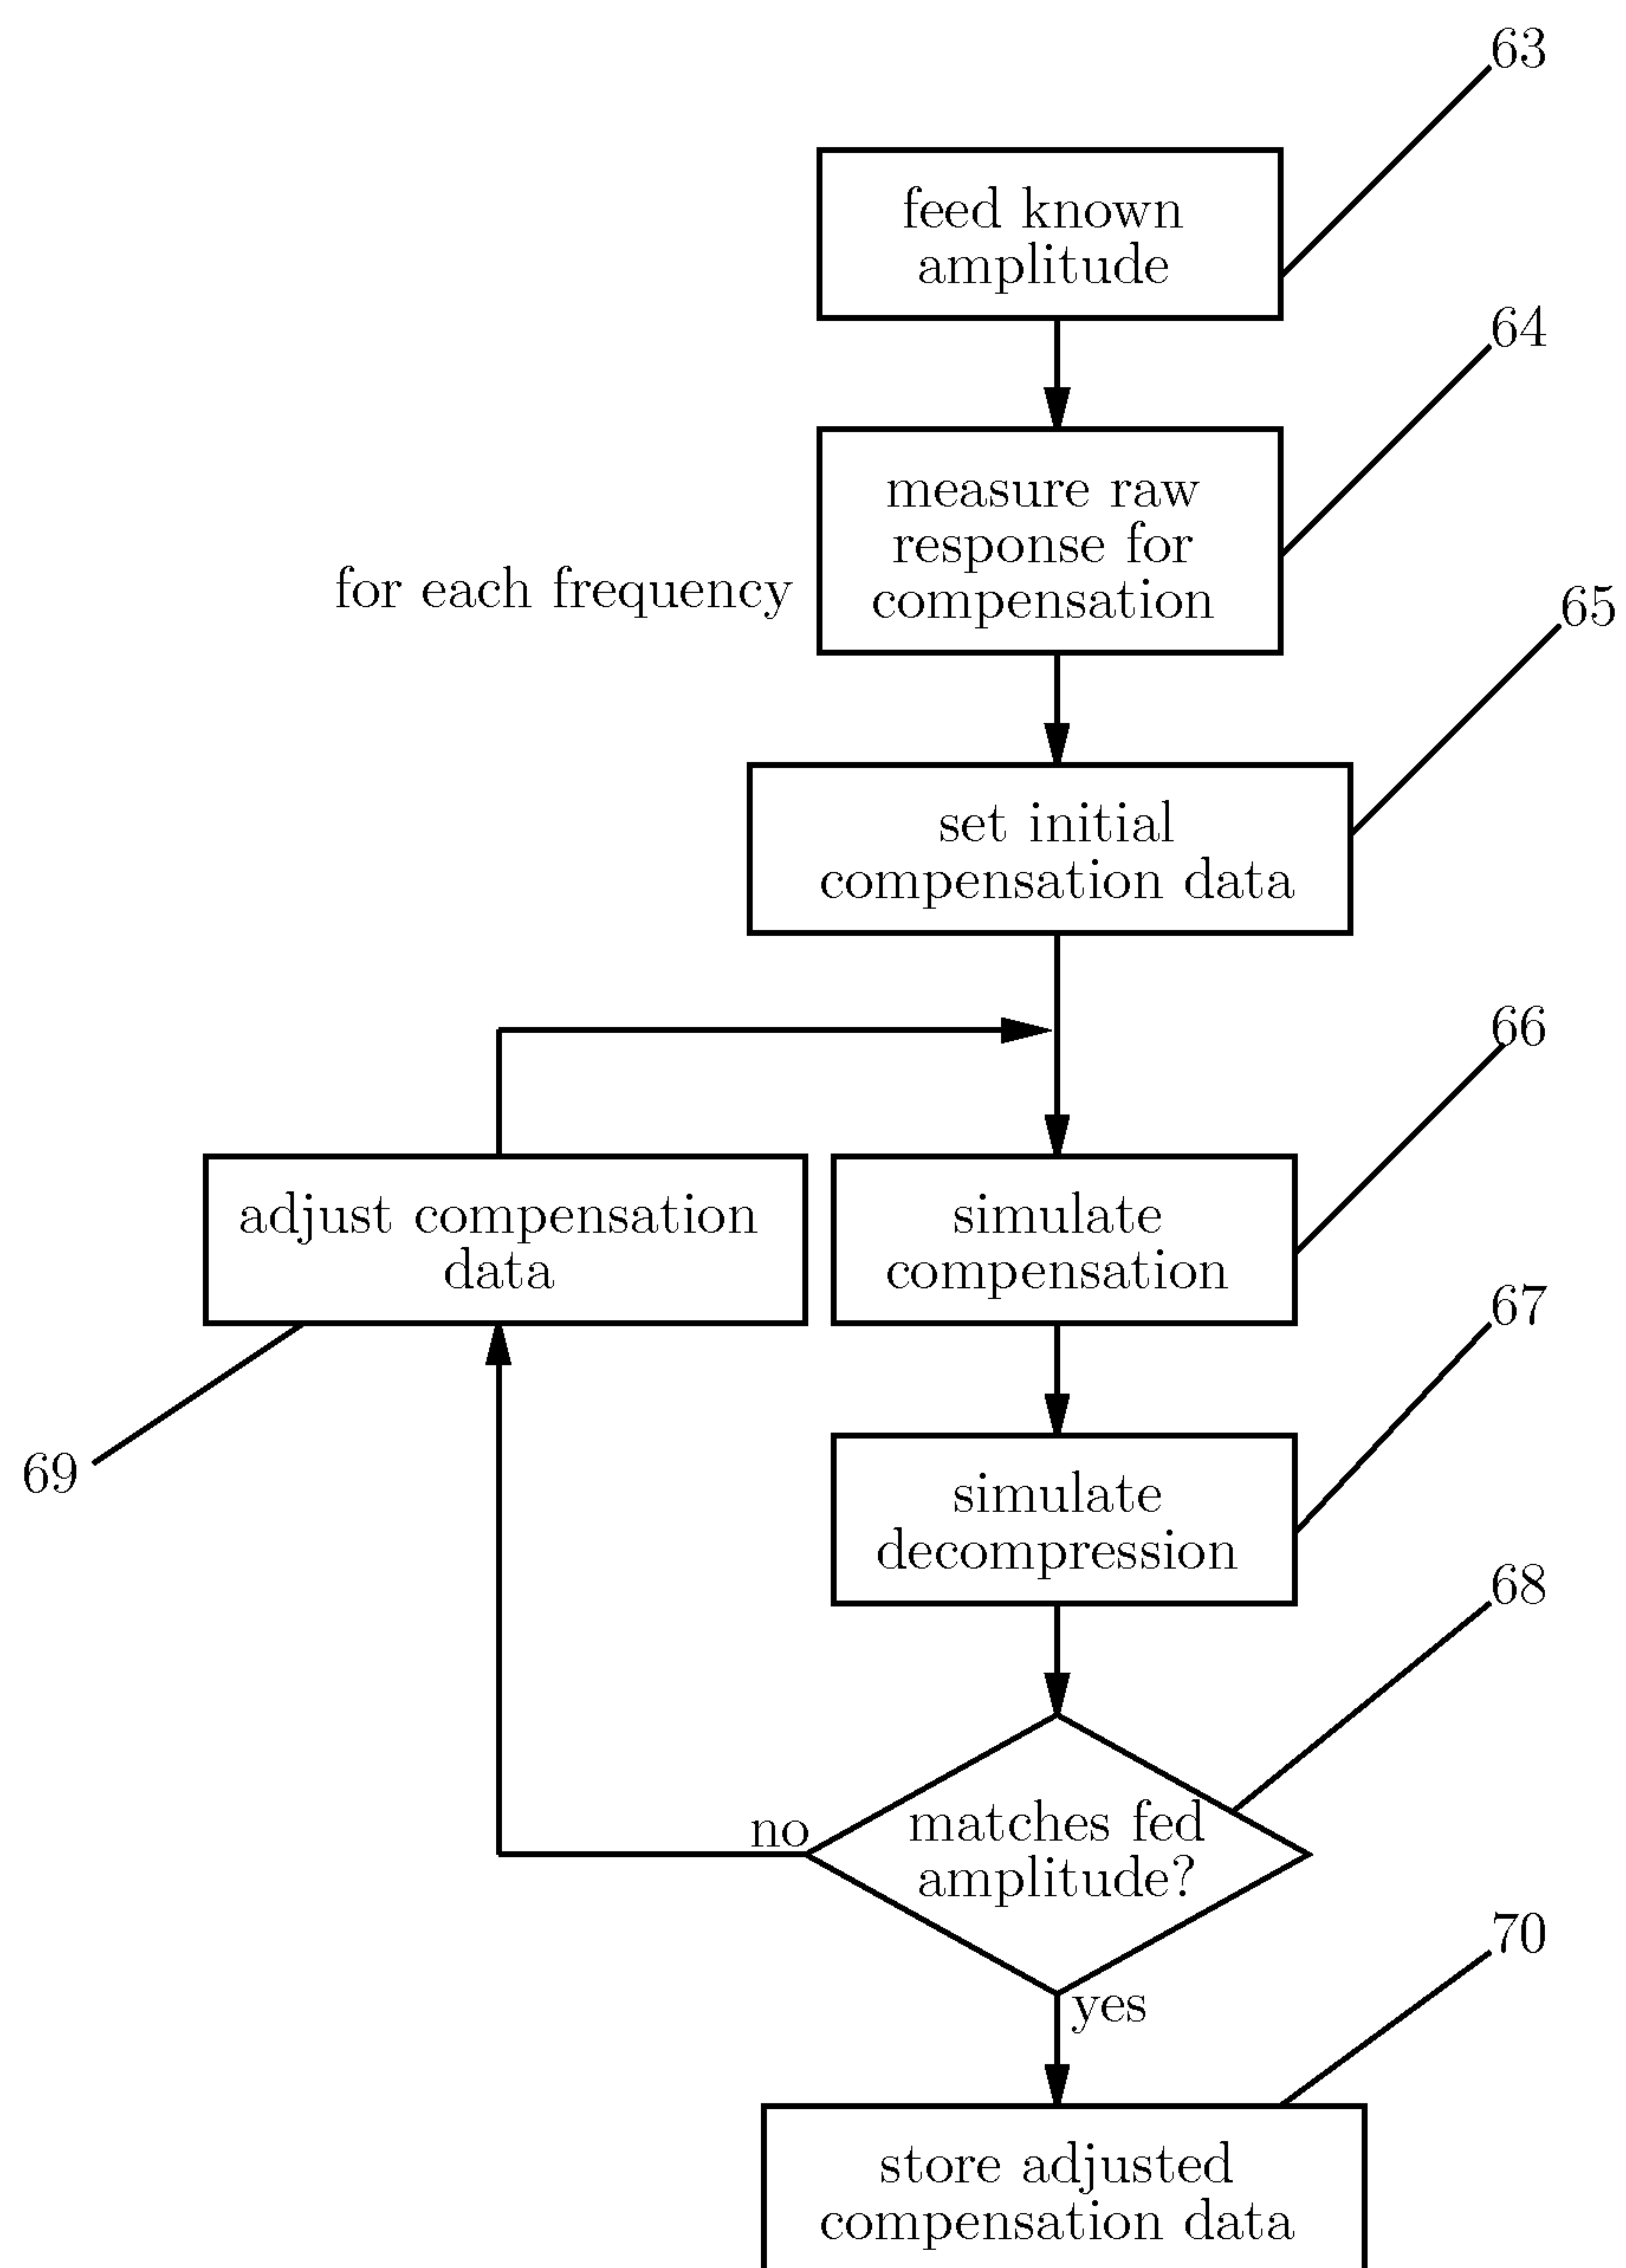 63
feed known
amplitude
64
measure raw
response for
compensation
for each frequency
65
set initial
compensation data
66
adjust compensation
data
simulate
compensation
67
69
simulate
decompression
68
no
matches fed
amplitude?
70
yes
store adjusted
compensation data